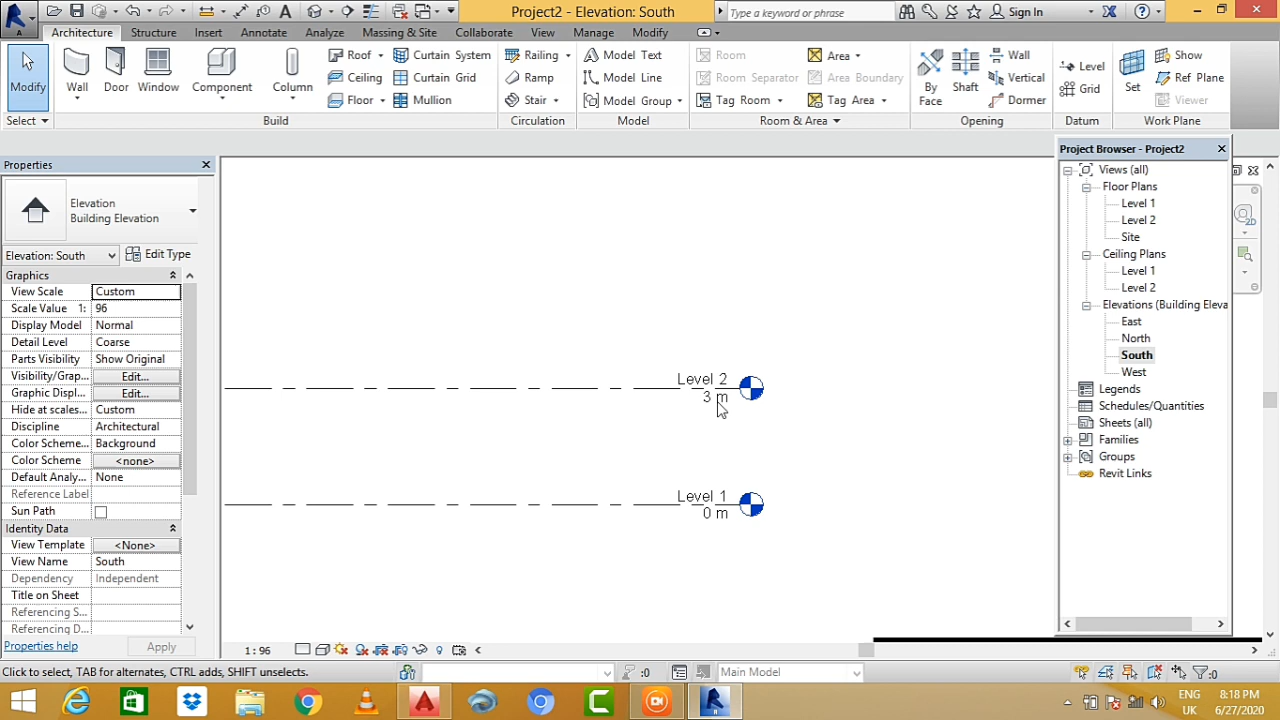 Project2 - Elevation: South
Type a keyword or phrase
Sign In
Architecture Structure Insert Annotate Analyze Massing & Site Collaborate View Manage Modify
Modify
Wall
Door
Window
Component
Column
Roof
Ceiling
Floor
Curtain System
Curtain Grid
Mullion
Railing
Ramp
Stair
Model Text
Model Line
Model Group
Room
Room Separator
Tag Room
Area
Area Boundary
Tag Area
By
Face
Shaft
Wall
Vertical
Dormer
Level
Grid
Set
Show
Ref Plane
Viewer
Select
Build
Circulation
Model
Room & Area
Opening
Datum
Work Plane
Properties
Elevation
Building Elevation
Elevation: South
Edit Type
Graphics
View Scale Custom
Scale Value 1: 96
Display Model Normal
Detail Level Coarse
Parts Visibility Show Original
Visibility/Grap... Edit...
Graphic Displ... Edit...
Hide at scales... Custom
Discipline Architectural
Color Scheme... Background
Color Scheme <none>
Default Analy... None
Reference Label
Sun Path
Identity Data
View Template <None>
View Name South
Dependency Independent
Title on Sheet
Referencing S...
Referencing D...
Properties help
Apply
Level 2
3 m
Level 1
0 m
Project Browser - Project2
Views (all)
Floor Plans
Level 1
Level 2
Site
Ceiling Plans
Level 1
Level 2
Elevations (Building Eleva
East
North
South
West
Legends
Schedules/Quantities
Sheets (all)
Families
Groups
Revit Links
2D
1 : 96
Click to select, TAB for alternates, CTRL adds, SHIFT unselects.
:0
Main Model
:0
ENG
UK
8:18 PM
6/27/2020